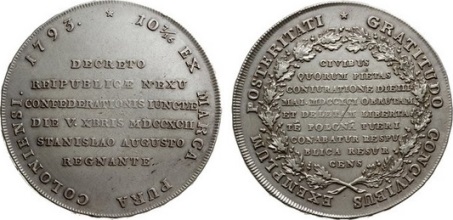 1793. * 10 7/16 EX MARCA PURA COLONIENSI.
DECRETO
REIPUBLICÆ NEXU
CONFEDERATIONIS IUNCTÆ
DIE V. XBRIS MDCCXCII
STANISLAO AUGUSTO
REGNANTE.
GRATITUDO CONCIVIBUS EXEMPLUM POSTERITATI *
CIVIBUS
QUORUM PIETAS
CONIURATIONE DIE III
MAI MDCCXCI OBRUTAM
ET DELETAM LIBERTA
TE POLONA TUERI
CONABATUR RESPU
BLICA RESUR
GENS